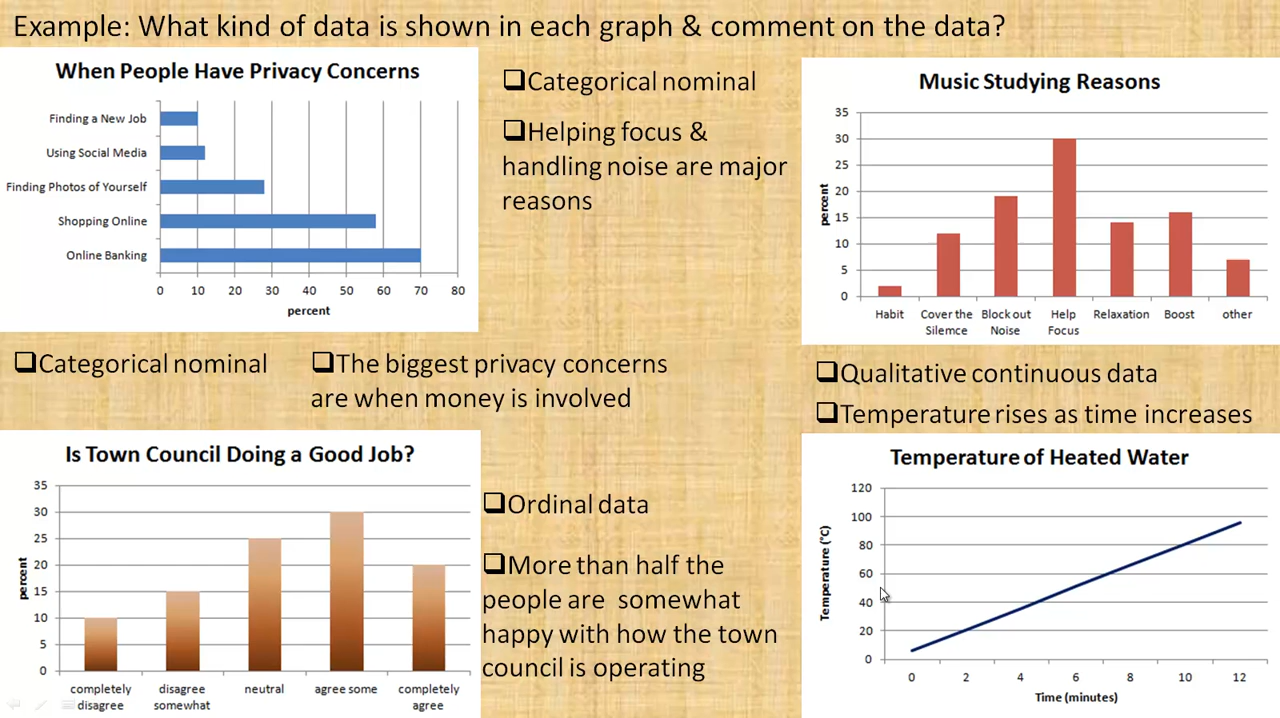 Example: What kind of data is shown in each graph & comment on the data?
When People Have Privacy Concerns
Finding a New Job
Using Social Media
Finding Photos of Yourself
Shopping Online
Online Banking
0 10 20 30 40 50 60 70 80
percent
❑Categorical nominal
❑Helping focus &
handling noise are major
reasons
Music Studying Reasons
35
30
25
20
15
10
5
0
percent
Habit
Cover the
Silemce
Block out
Noise
Help
Focus
Relaxation
Boost
other
❑Categorical nominal
❑The biggest privacy concerns
are when money is involved
❑Qualitative continuous data
❑Temperature rises as time increases
Is Town Council Doing a Good Job?
35
30
25
20
15
10
5
0
percent
completely
disagree
disagree
somewhat
neutral
agree some
completely
agree
❑Ordinal data
❑More than half the
people are somewhat
happy with how the town
council is operating
Temperature of Heated Water
120
100
80
60
40
20
0
Temperature (°C)
0 2 4 6 8 10 12
Time (minutes)